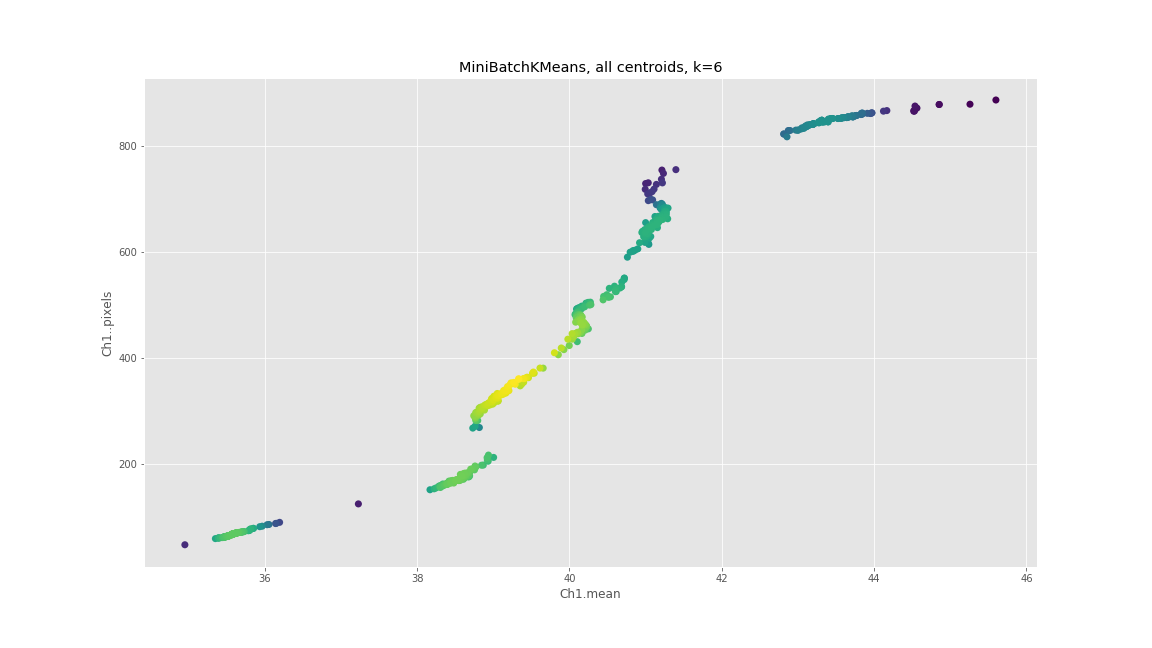 MiniBatchKMeans, all centroids, k=6
800
600
400
200
Ch1..pixels
36 38 40 42 44 46
Ch1.mean